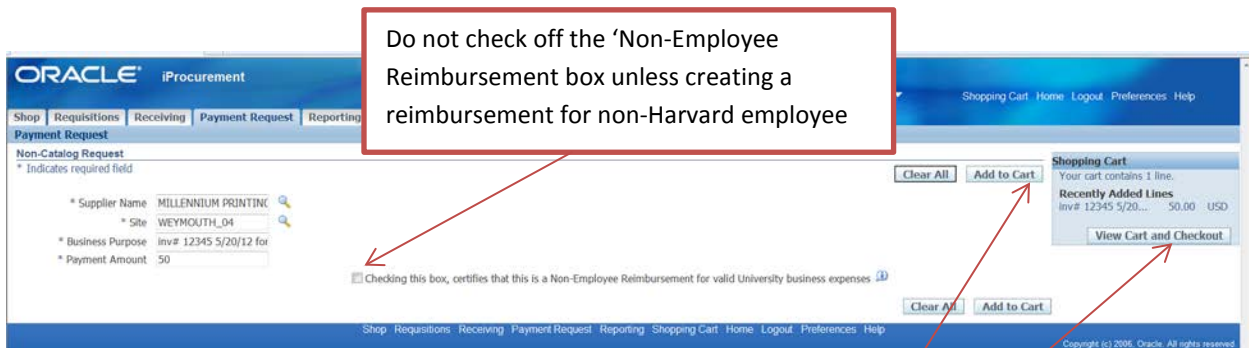 Do not check off the ‘Non-Employee
Reimbursement box unless creating a
reimbursement for non-Harvard employee
ORACLE® iProcurement
Shopping Cart Home Logout Preferences Help
Shop Requisitions Receiving Payment Request Reporting
Payment Request
Non-Catalog Request
* Indicates required field
Clear All Add to Cart
Shopping Cart
Your cart contains 1 line.
Recently Added Lines
inv# 12345 5/20... 50.00 USD
View Cart and Checkout
* Supplier Name MILLENNIUM PRINTING
* Site WEYMOUTH_04
* Business Purpose inv# 12345 5/20/12 for
* Payment Amount 50
Checking this box, certifies that this is a Non-Employee Reimbursement for valid University business expenses
Clear All Add to Cart
Shop Requisitions Receiving Payment Request Reporting Shopping Cart Home Logout Preferences Help
Copyright (c) 2006, Oracle. All rights reserved.